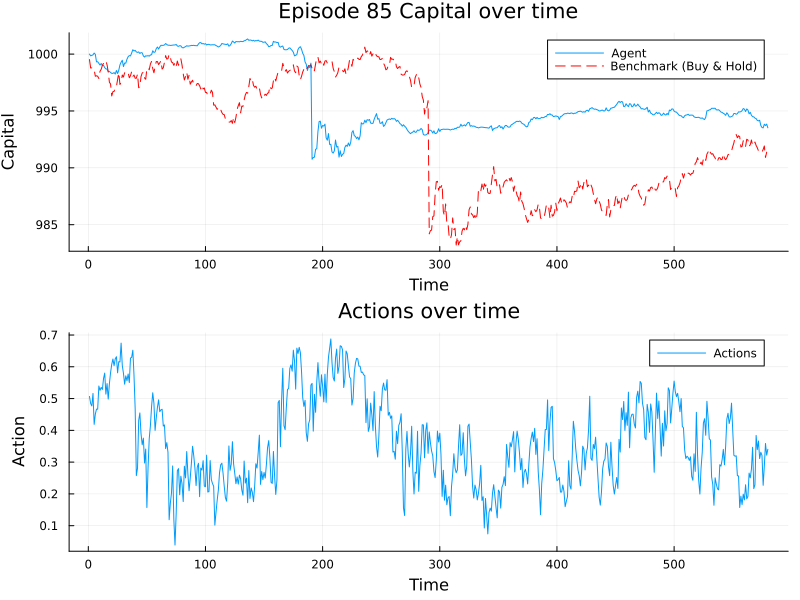 Episode 85 Capital over time
1000
995
990
985
Capital
Agent
Benchmark (Buy & Hold)
0 100 200 300 400 500
Time
Actions over time
0.7
0.6
0.5
0.4
0.3
0.2
0.1
Action
Actions
0 100 200 300 400 500
Time